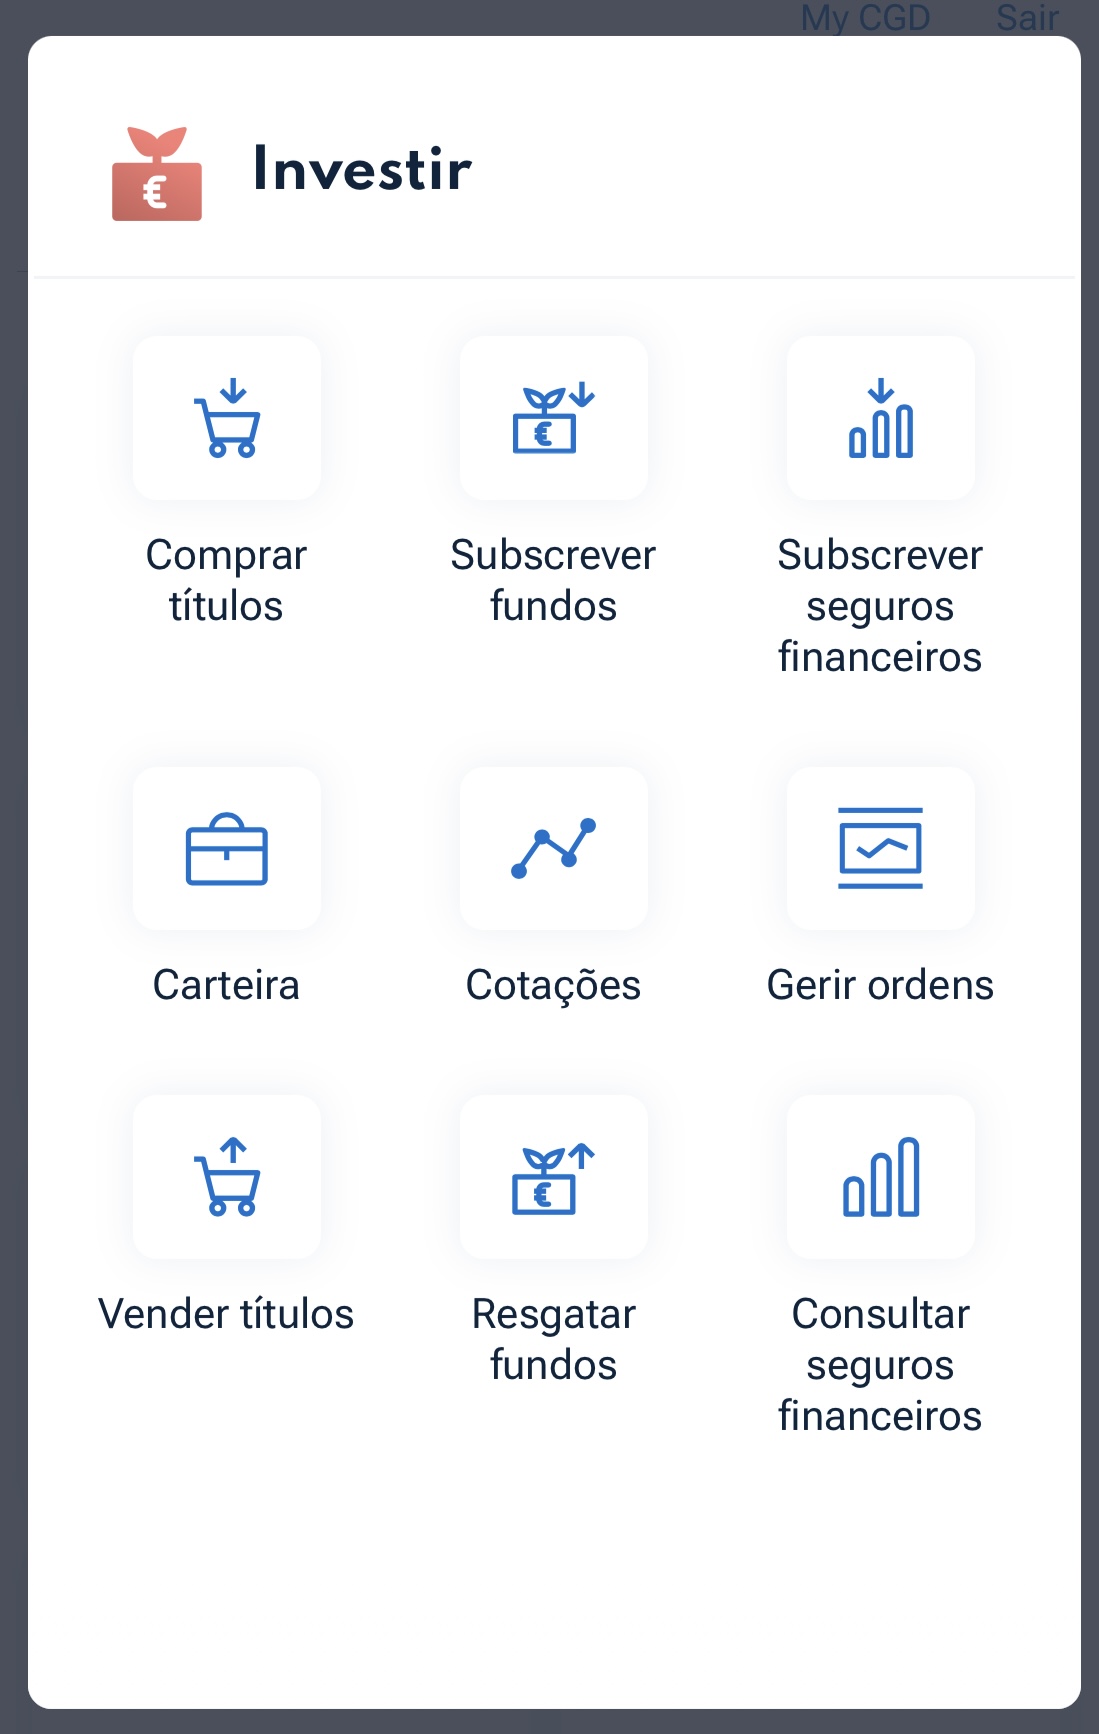 My CGD Sair
€ Investir
Comprar
títulos
€
Subscrever
fundos
Subscrever
seguros
financeiros
Carteira
Cotações
Gerir ordens
Vender títulos
€
Resgatar
fundos
Consultar
seguros
financeiros